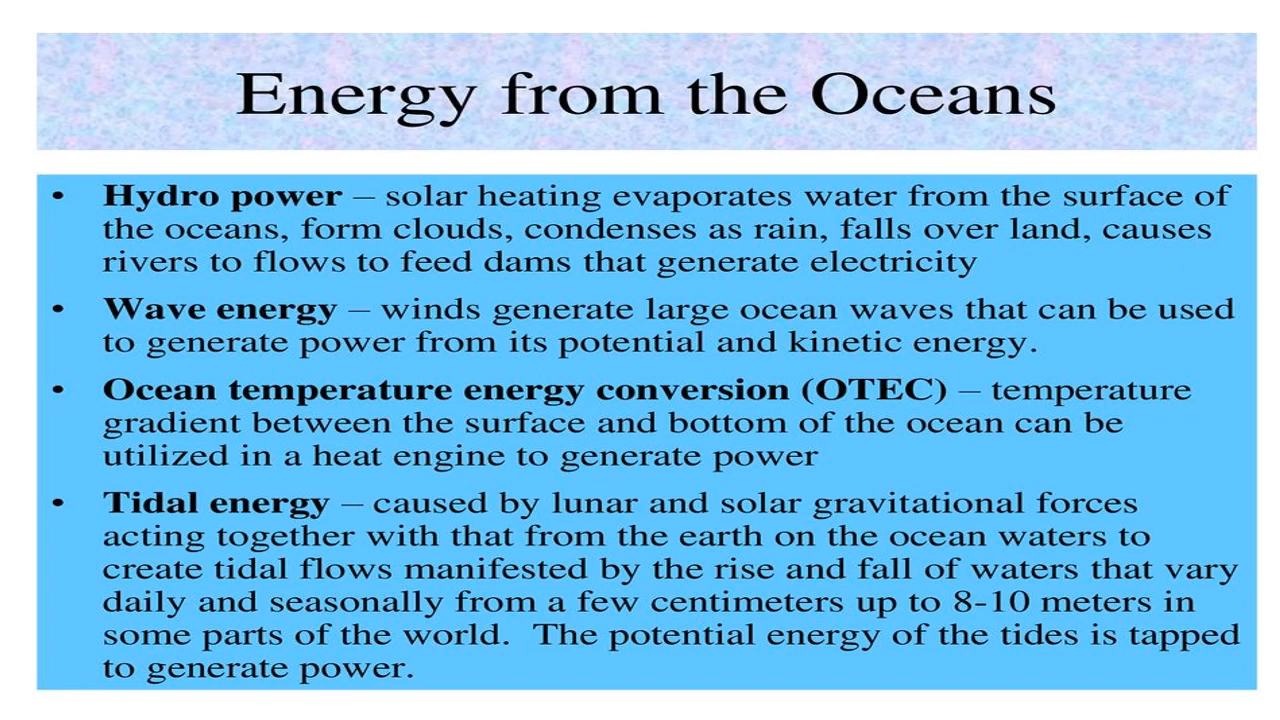 Energy from the Oceans
• Hydro power – solar heating evaporates water from the surface of
the oceans, form clouds, condenses as rain, falls over land, causes
rivers to flows to feed dams that generate electricity
• Wave energy – winds generate large ocean waves that can be used
to generate power from its potential and kinetic energy.
• Ocean temperature energy conversion (OTEC) – temperature
gradient between the surface and bottom of the ocean can be
utilized in a heat engine to generate power
• Tidal energy – caused by lunar and solar gravitational forces
acting together with that from the earth on the ocean waters to
create tidal flows manifested by the rise and fall of waters that vary
daily and seasonally from a few centimeters up to 8-10 meters in
some parts of the world.  The potential energy of the tides is tapped
to generate power.